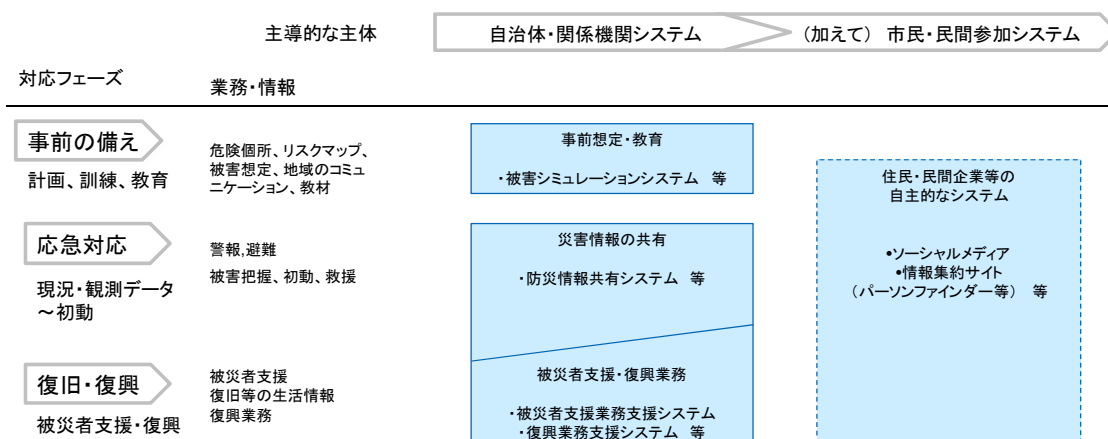 主導的な主体
自治体・関係機関システム
(加えて) 市民・民間参加システム
対応フェーズ
業務・情報
事前の備え
計画、訓練、教育
危険個所、リスクマップ、
被害想定、地域のコミュ
ニケーション、教材
事前想定・教育
・被害シミュレーションシステム 等
住民・民間企業等の
自主的なシステム
•ソーシャルメディア
•情報集約サイト
(パーソンファインダー等) 等
応急対応
現況・観測データ
～初動
警報,避難
被害把握、初動、救援
災害情報の共有
・防災情報共有システム 等
復旧・復興
被災者支援・復興
被災者支援
復旧等の生活情報
復興業務
被災者支援・復興業務
・被災者支援業務支援システム
・復興業務支援システム 等